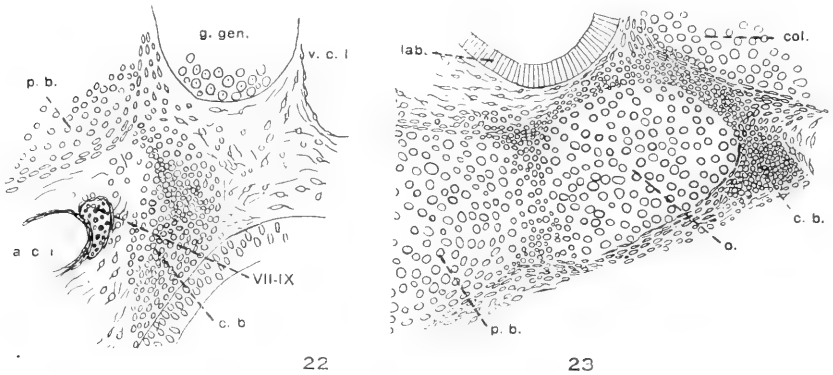 g. gen.
v. c. l
p. b.
a. c. i
VII-IX
c. b
22
lab.
col.
c. b.
o.
p. b.
23